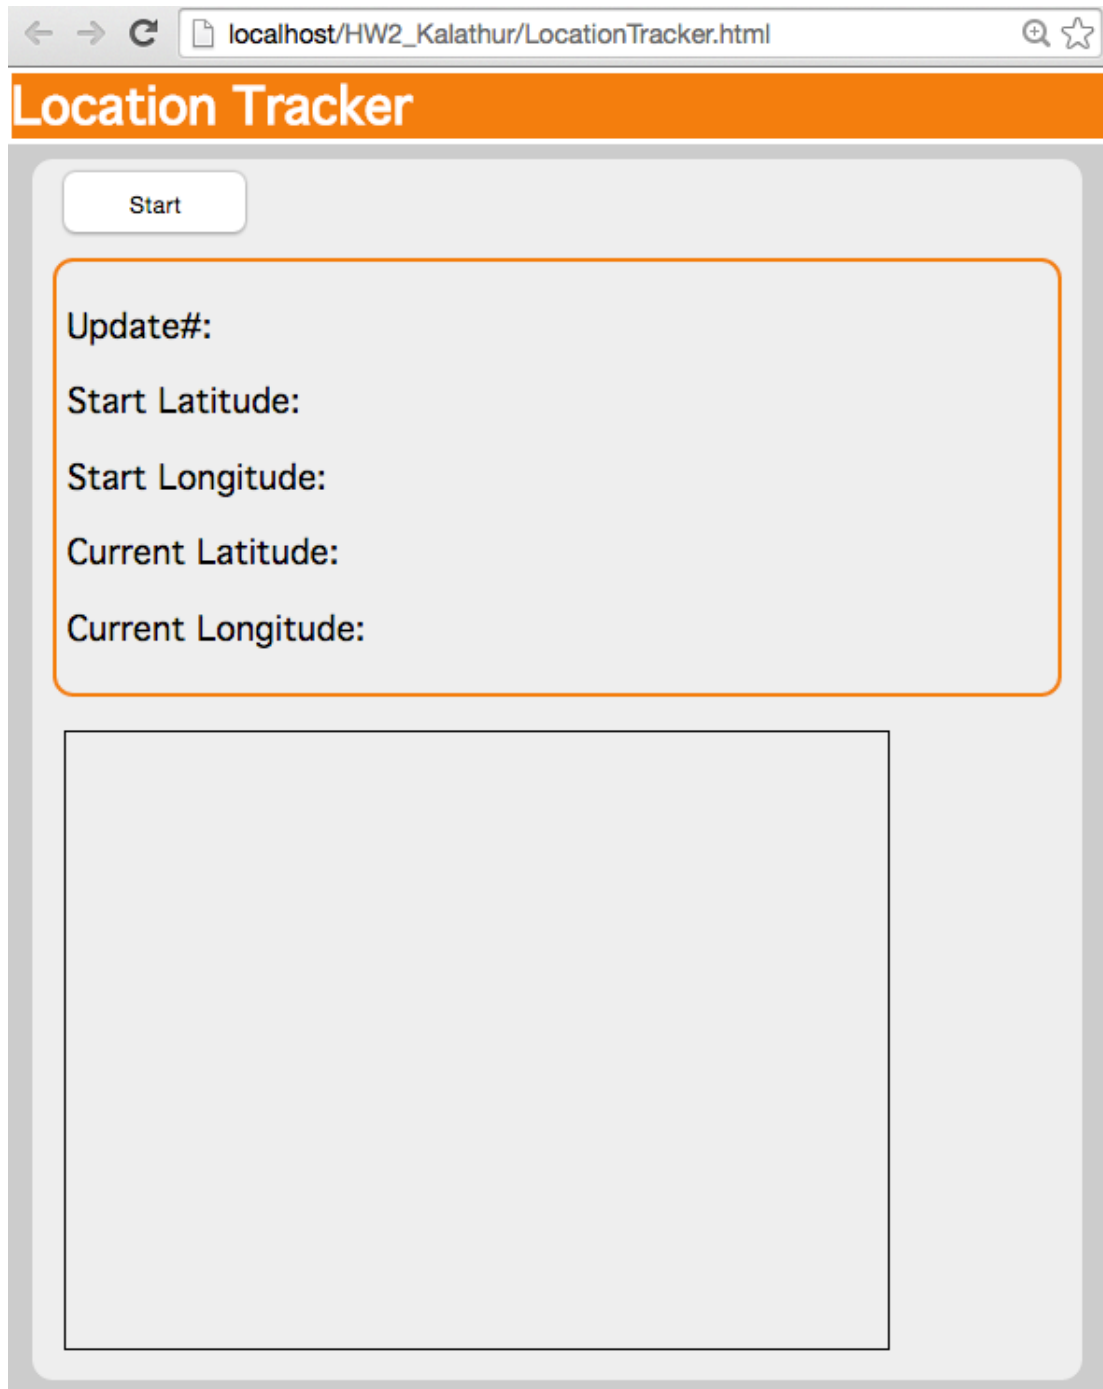 localhost/HW2_Kalathur/LocationTracker.html
Location Tracker
Start
Update#:
Start Latitude:
Start Longitude:
Current Latitude:
Current Longitude: